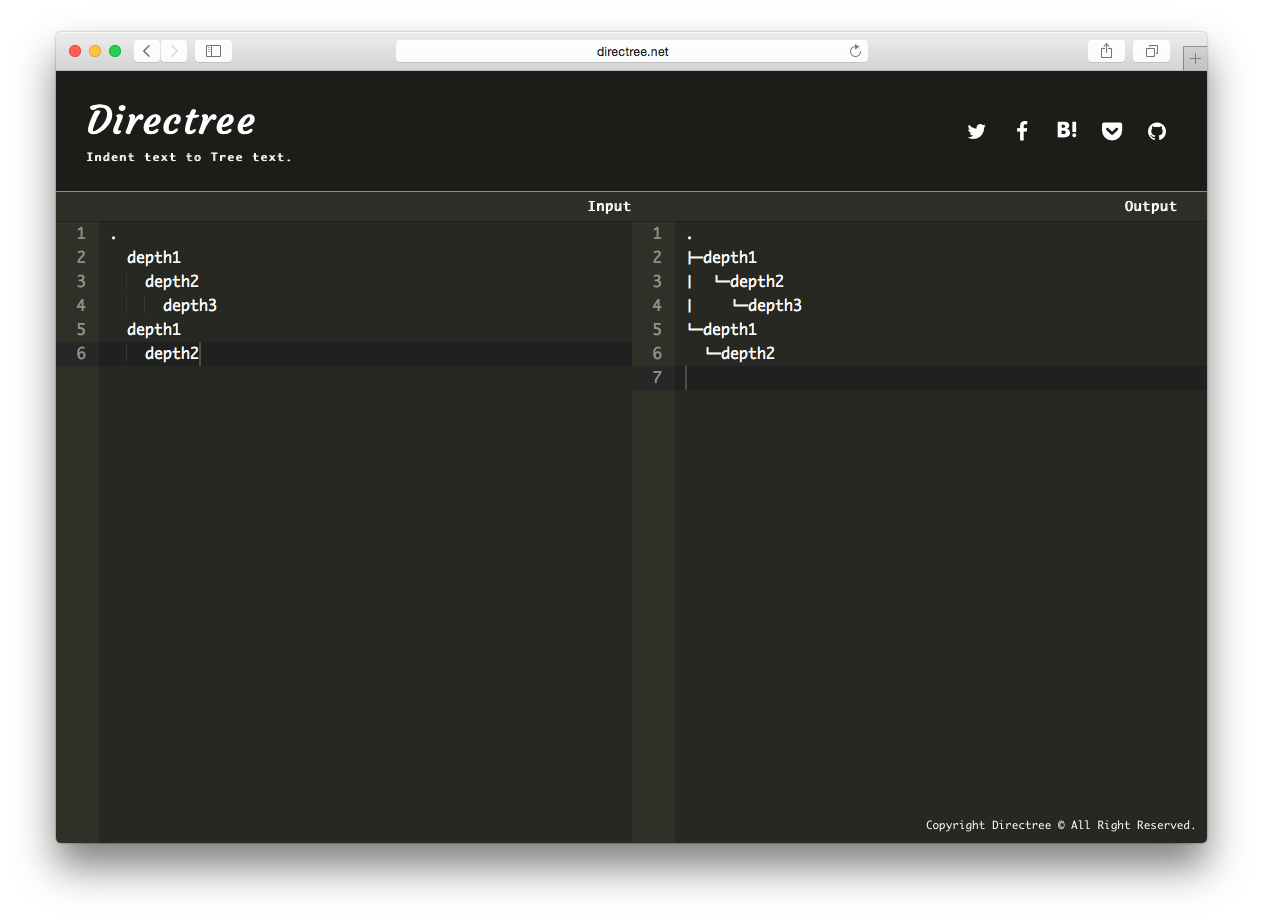 directree.net
Directree
Indent text to Tree text.
B!
Input
1 .
2   depth1
3     depth2
4       depth3
5   depth1
6     depth2
Output
1 .
2 ├─depth1
3 │  └─depth2
4 │    └─depth3
5 └─depth1
6   └─depth2
7
Copyright Directree © All Right Reserved.